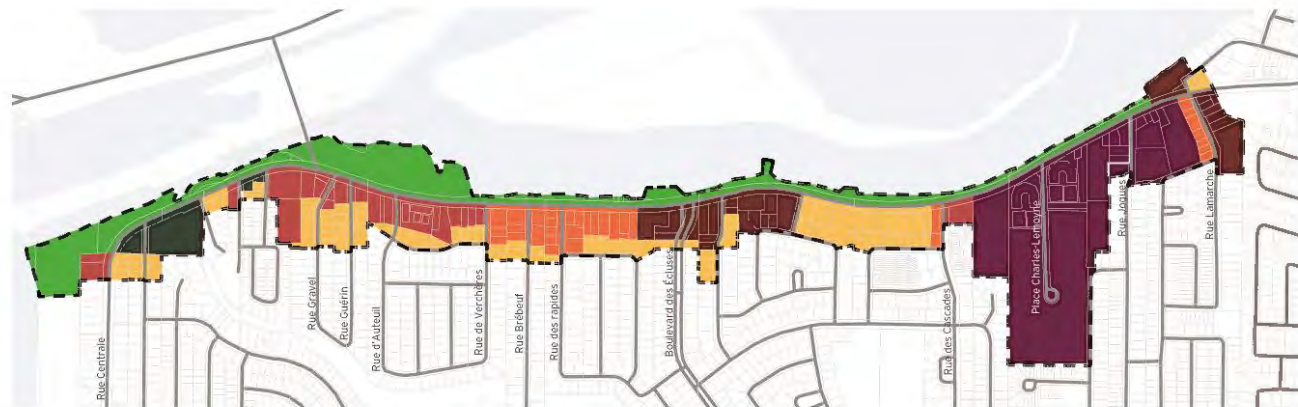 Rue Centrale
Rue Gravel
Rue Guérin
Rue d'Auteuil
Rue de Verchères
Rue Brébeuf
Rue des rapides
Boulevard des Écluses
Rue des Cascades
Place Charles-Lemoyne
Rue Jogues
Rue Lamarche